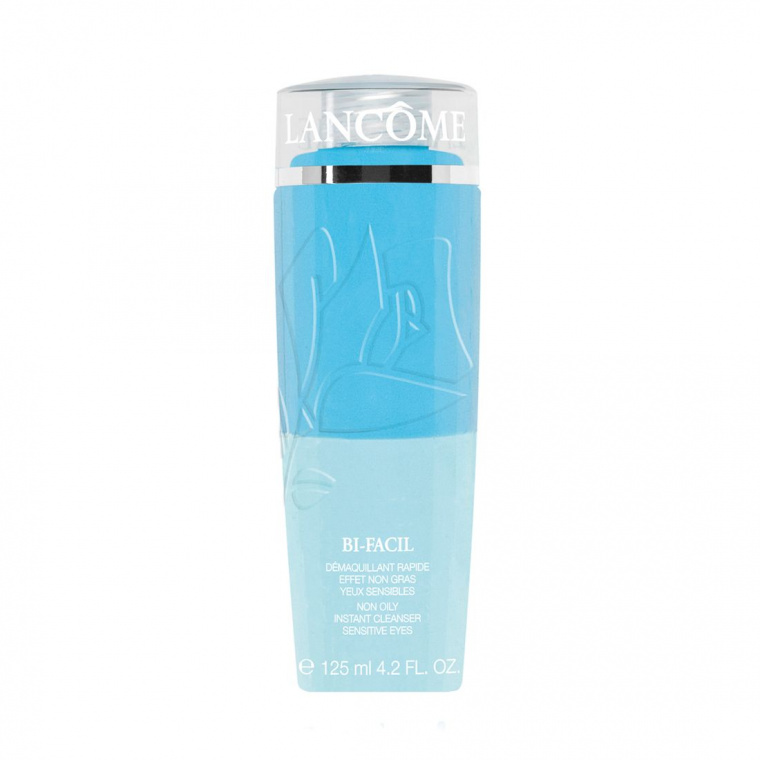 LANCÔME
BI-FACIL
DÉMAQUILLANT RAPIDE
EFFET NON GRAS
YEUX SENSIBLES
NON OILY
INSTANT CLEANSER
SENSITIVE EYES
℮ 125 ml 4.2 FL. OZ.